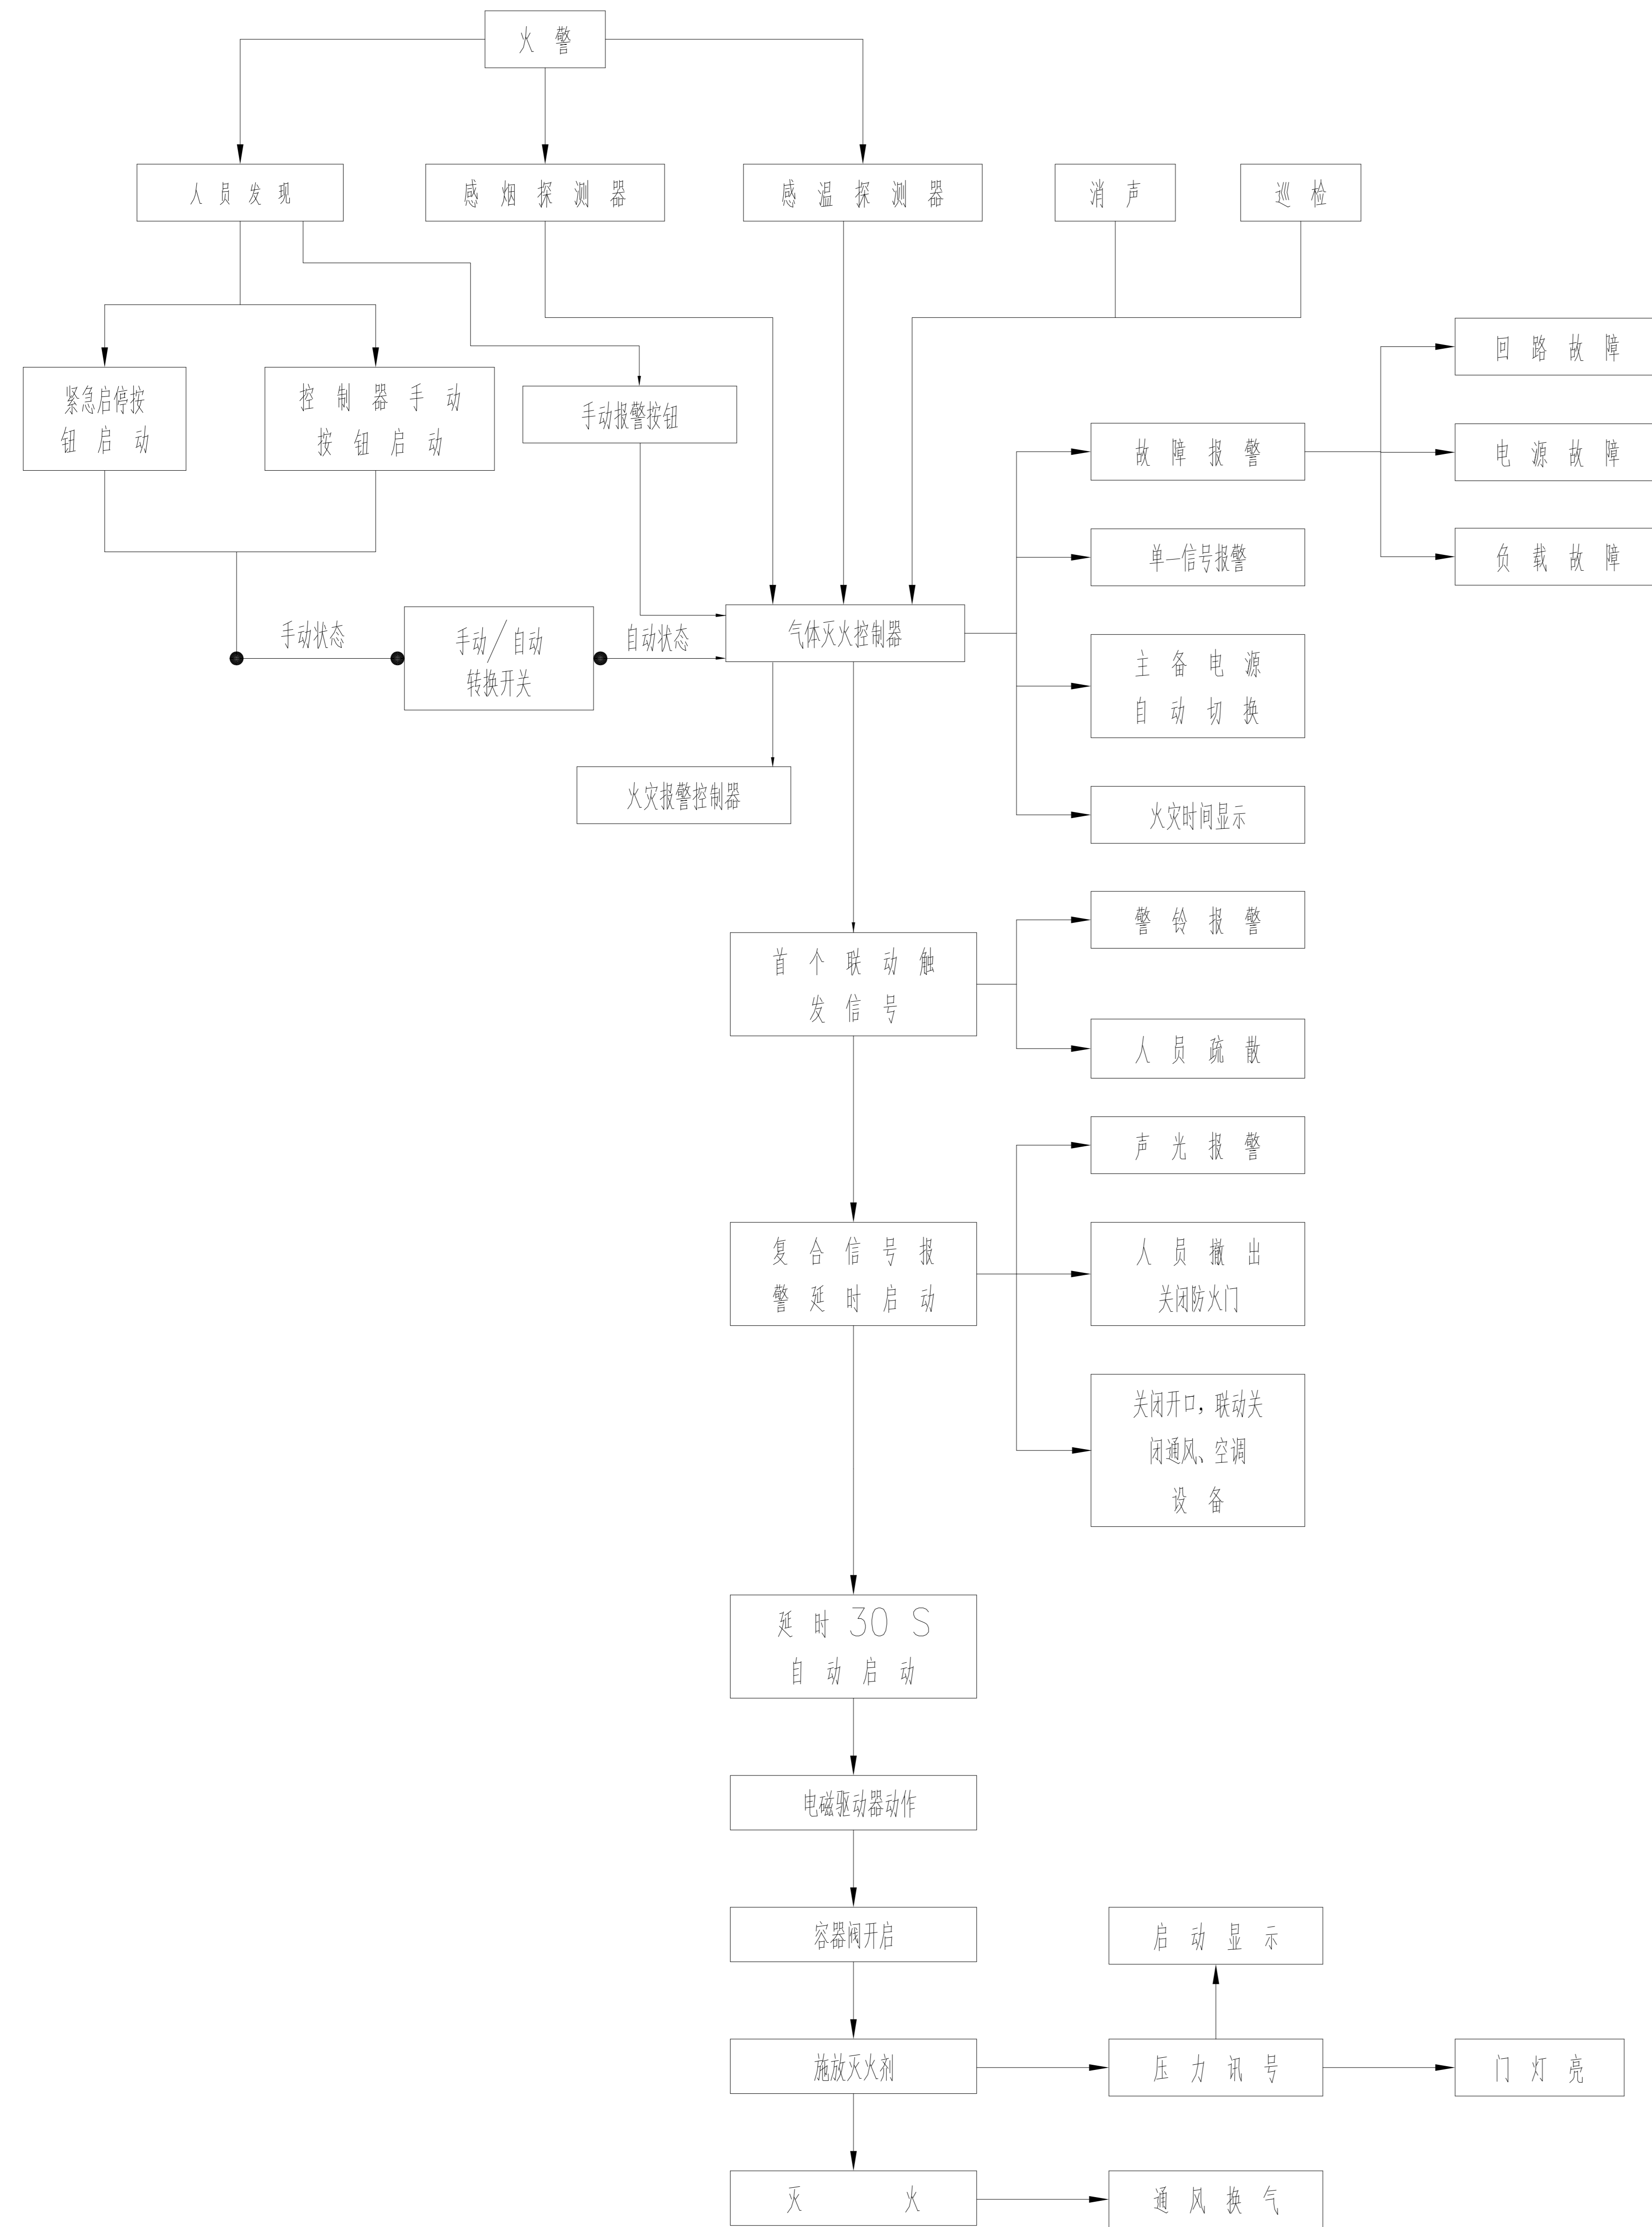 火警
人员发现
感烟探测器
感温探测器
消声
巡检
紧急启停按
钮启动
控制器手动
按钮启动
手动报警按钮
回路故障
故障报警
电源故障
单一信号报警
负载故障
手动状态
手动/自动
转换开关
自动状态
气体灭火控制器
主备电源
自动切换
火灾报警控制器
火灾时间显示
警铃报警
首个联动触
发信号
人员疏散
声光报警
复合信号报
警延时启动
人员撤出
关闭防火门
关闭开口，联动关
闭通风、空调
设备
延时30 S
自动启动
电磁驱动器动作
容器阀开启
启动显示
施放灭火剂
压力讯号
门灯亮
灭火
通风换气